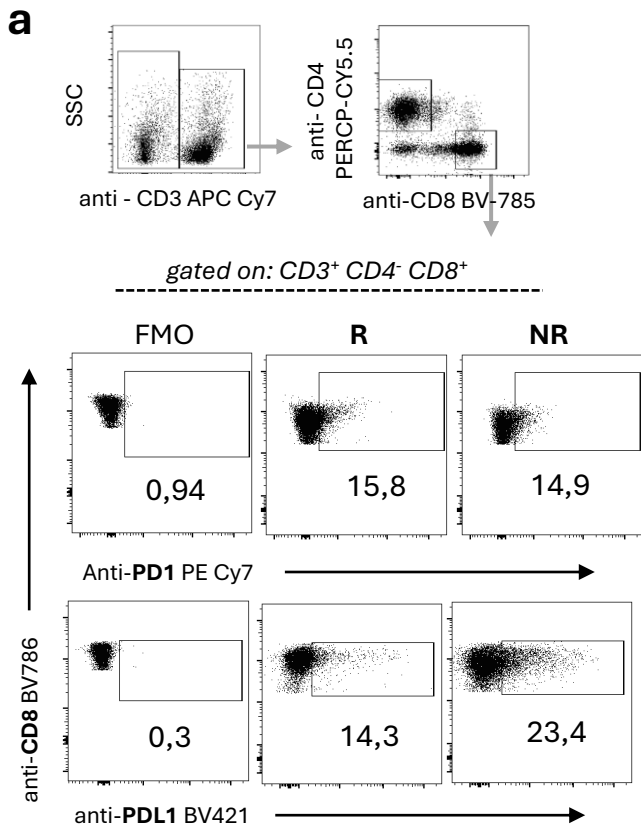 a
SSC
anti - CD3 APC Cy7
anti- CD4
PERCP-CY5.5
anti-CD8 BV-785
gated on: CD3⁺ CD4⁻ CD8⁺
FMO R NR
0,94 15,8 14,9
Anti-PD1 PE Cy7
anti-CD8 BV786
0,3 14,3 23,4
anti-PDL1 BV421